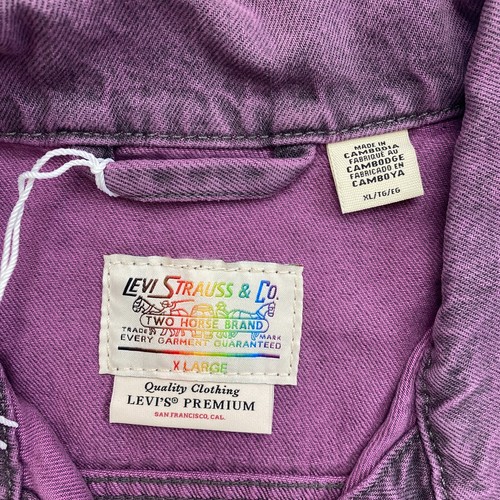 MADE IN
CAMBODIA
FABRIQUE AU
CAMBODGE
FABRICADO EN
CAMBOYA
XL/TG/EG
LEVI STRAUSS & CO.
TWO HORSE BRAND
TRADE MARK
EVERY GARMENT GUARANTEED
X LARGE
Quality Clothing
LEVI'S® PREMIUM
SAN FRANCISCO, CAL.